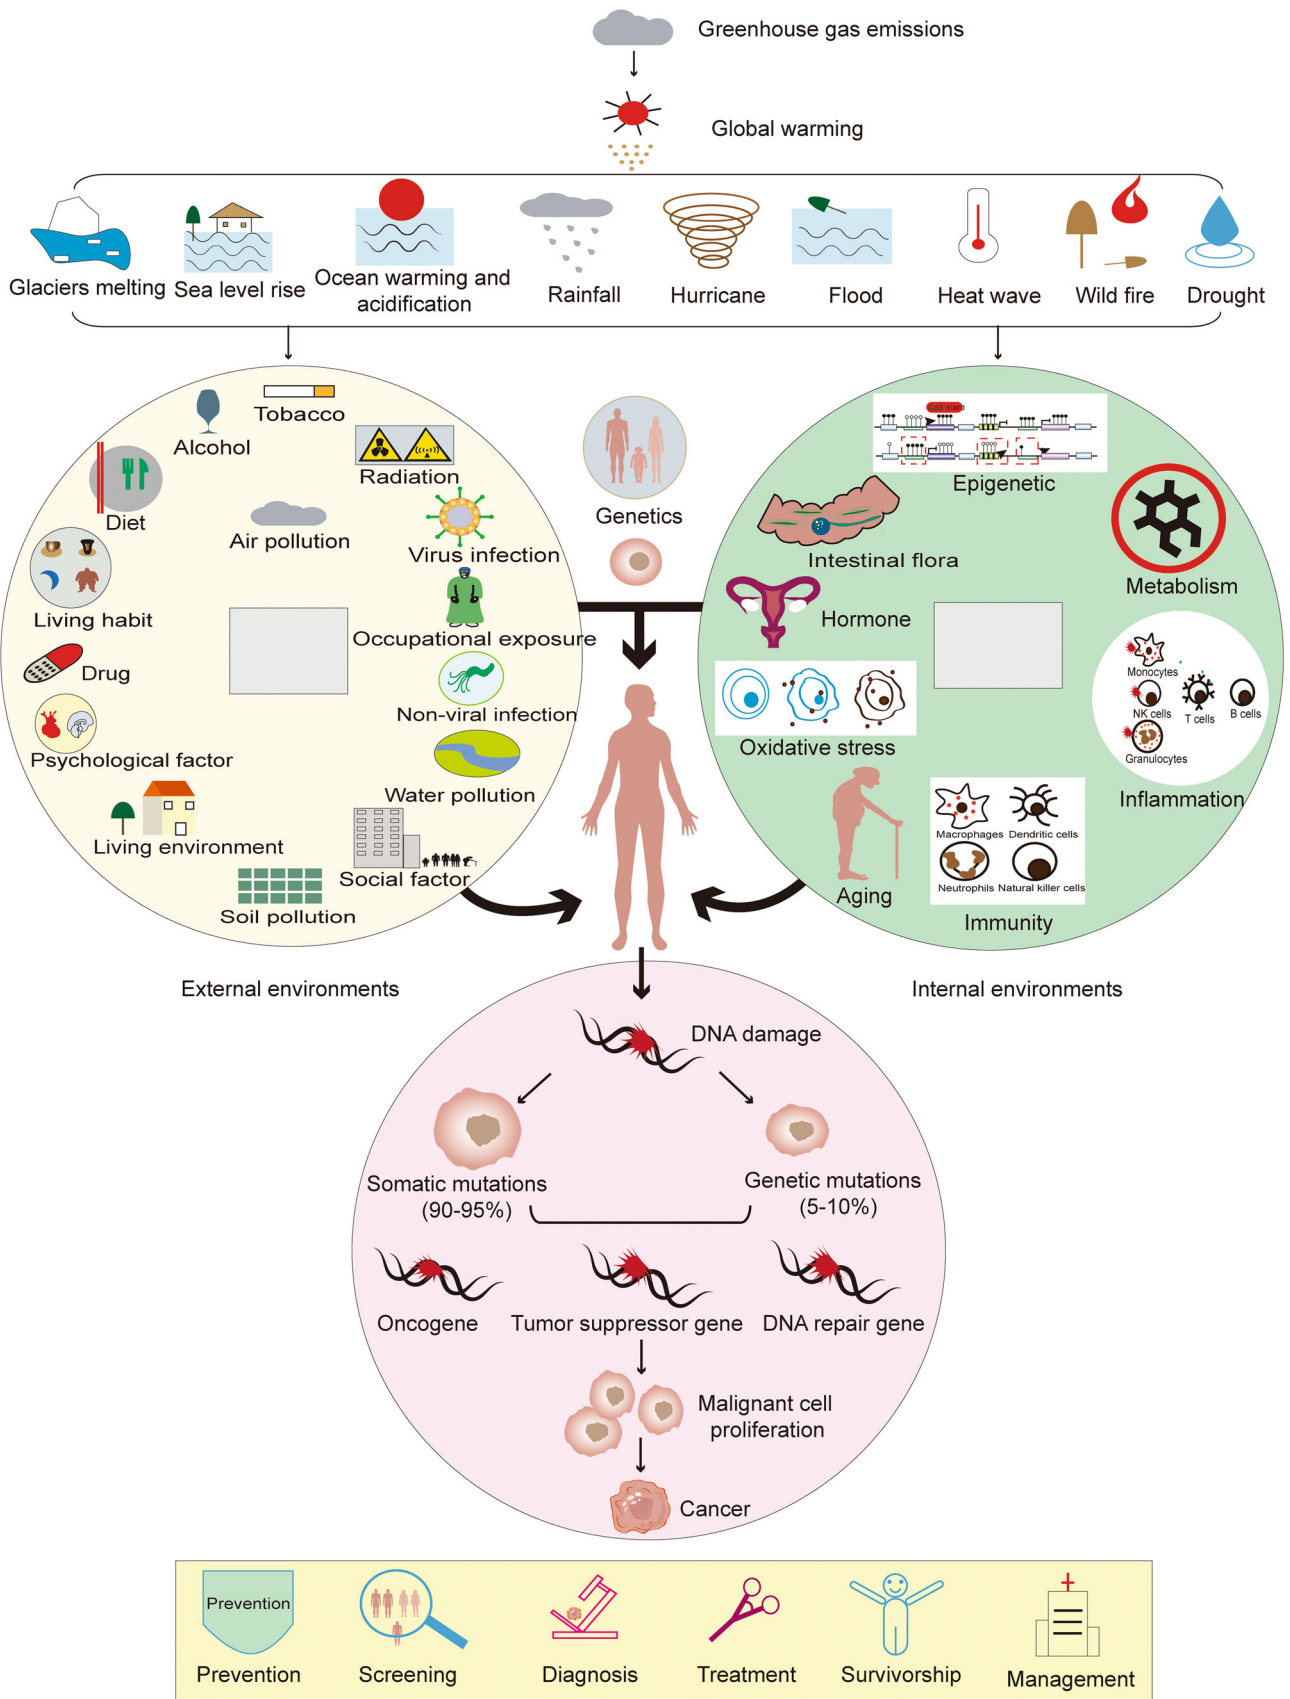 Greenhouse gas emissions
Global warming
Glaciers melting
Sea level rise
Ocean warming and
acidification
Rainfall
Hurricane
Flood
Heat wave
Wild fire
Drought
Tobacco
Alcohol
Radiation
Diet
Air pollution
Virus infection
Living habit
Occupational exposure
Drug
Non-viral infection
Psychological factor
Water pollution
Living environment
Social factor
Soil pollution
External environments
Genetics
Epigenetic
Intestinal flora
Metabolism
Hormone
Monocytes
NK cells
T cells
B cells
Granulocytes
Oxidative stress
Inflammation
Macrophages
Dendritic cells
Neutrophils
Natural killer cells
Aging
Immunity
Internal environments
DNA damage
Somatic mutations
(90-95%)
Genetic mutations
(5-10%)
Oncogene
Tumor suppressor gene
DNA repair gene
Malignant cell
proliferation
Cancer
Prevention
Prevention
Screening
Diagnosis
Treatment
Survivorship
Management